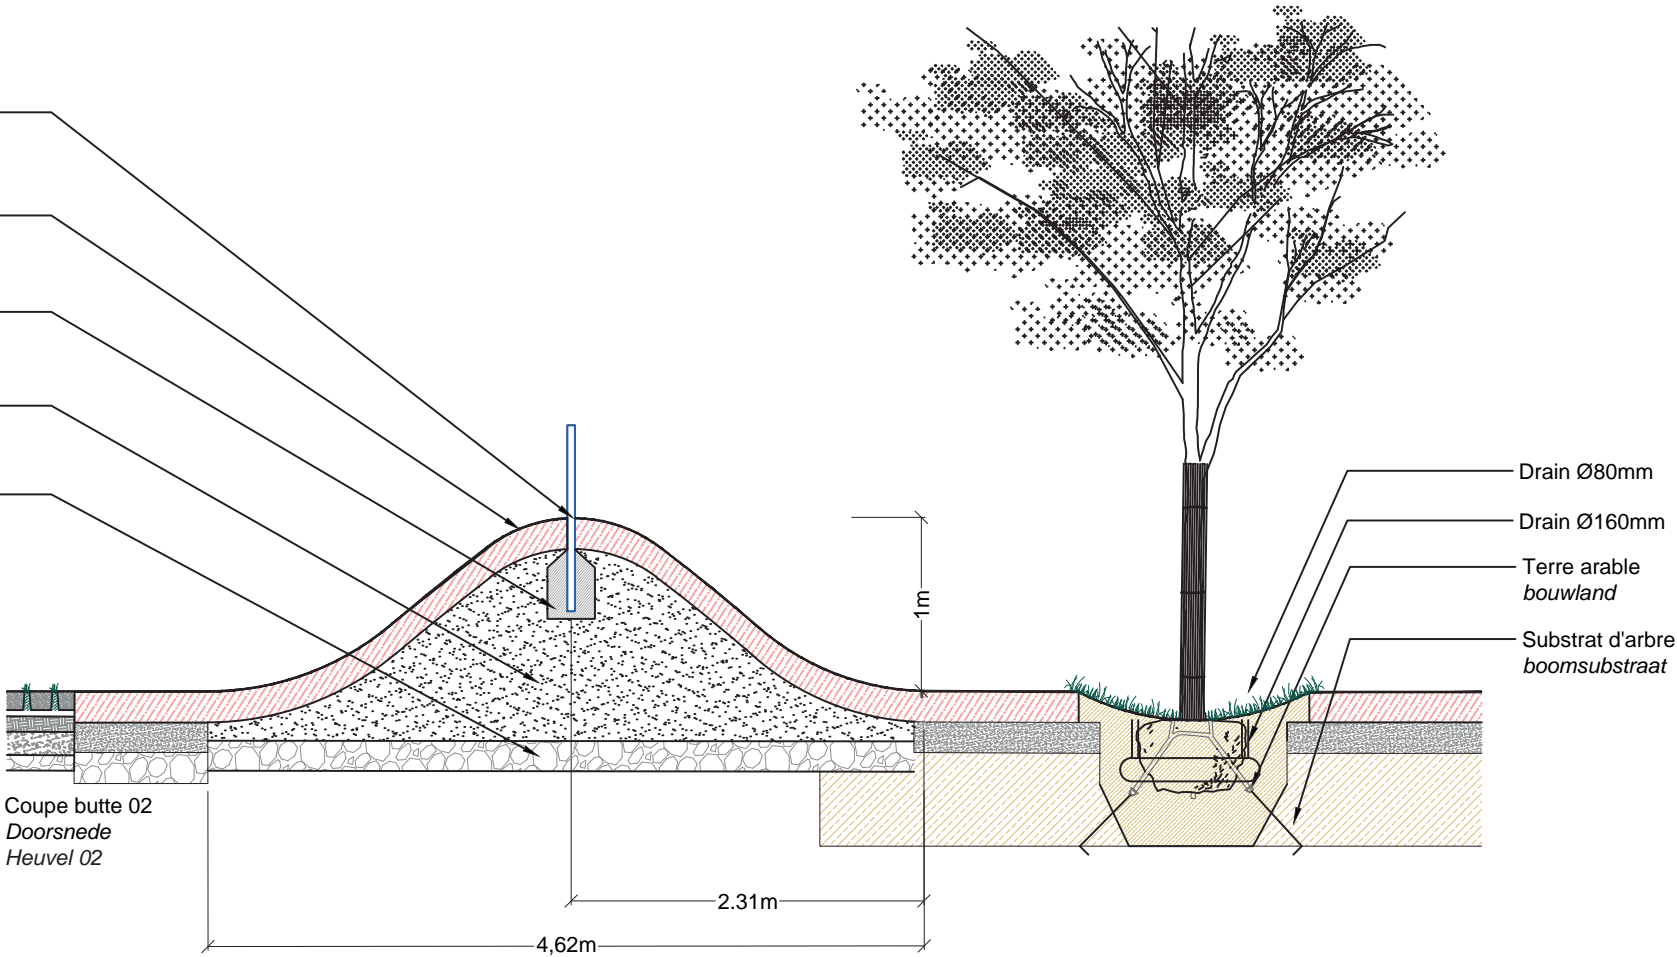 Drain Ø80mm
Drain Ø160mm
Terre arable
bouwland
Substrat d'arbre
boomsubstraat
1m
Coupe butte 02
Doorsnede
Heuvel 02
2.31m
4,62m